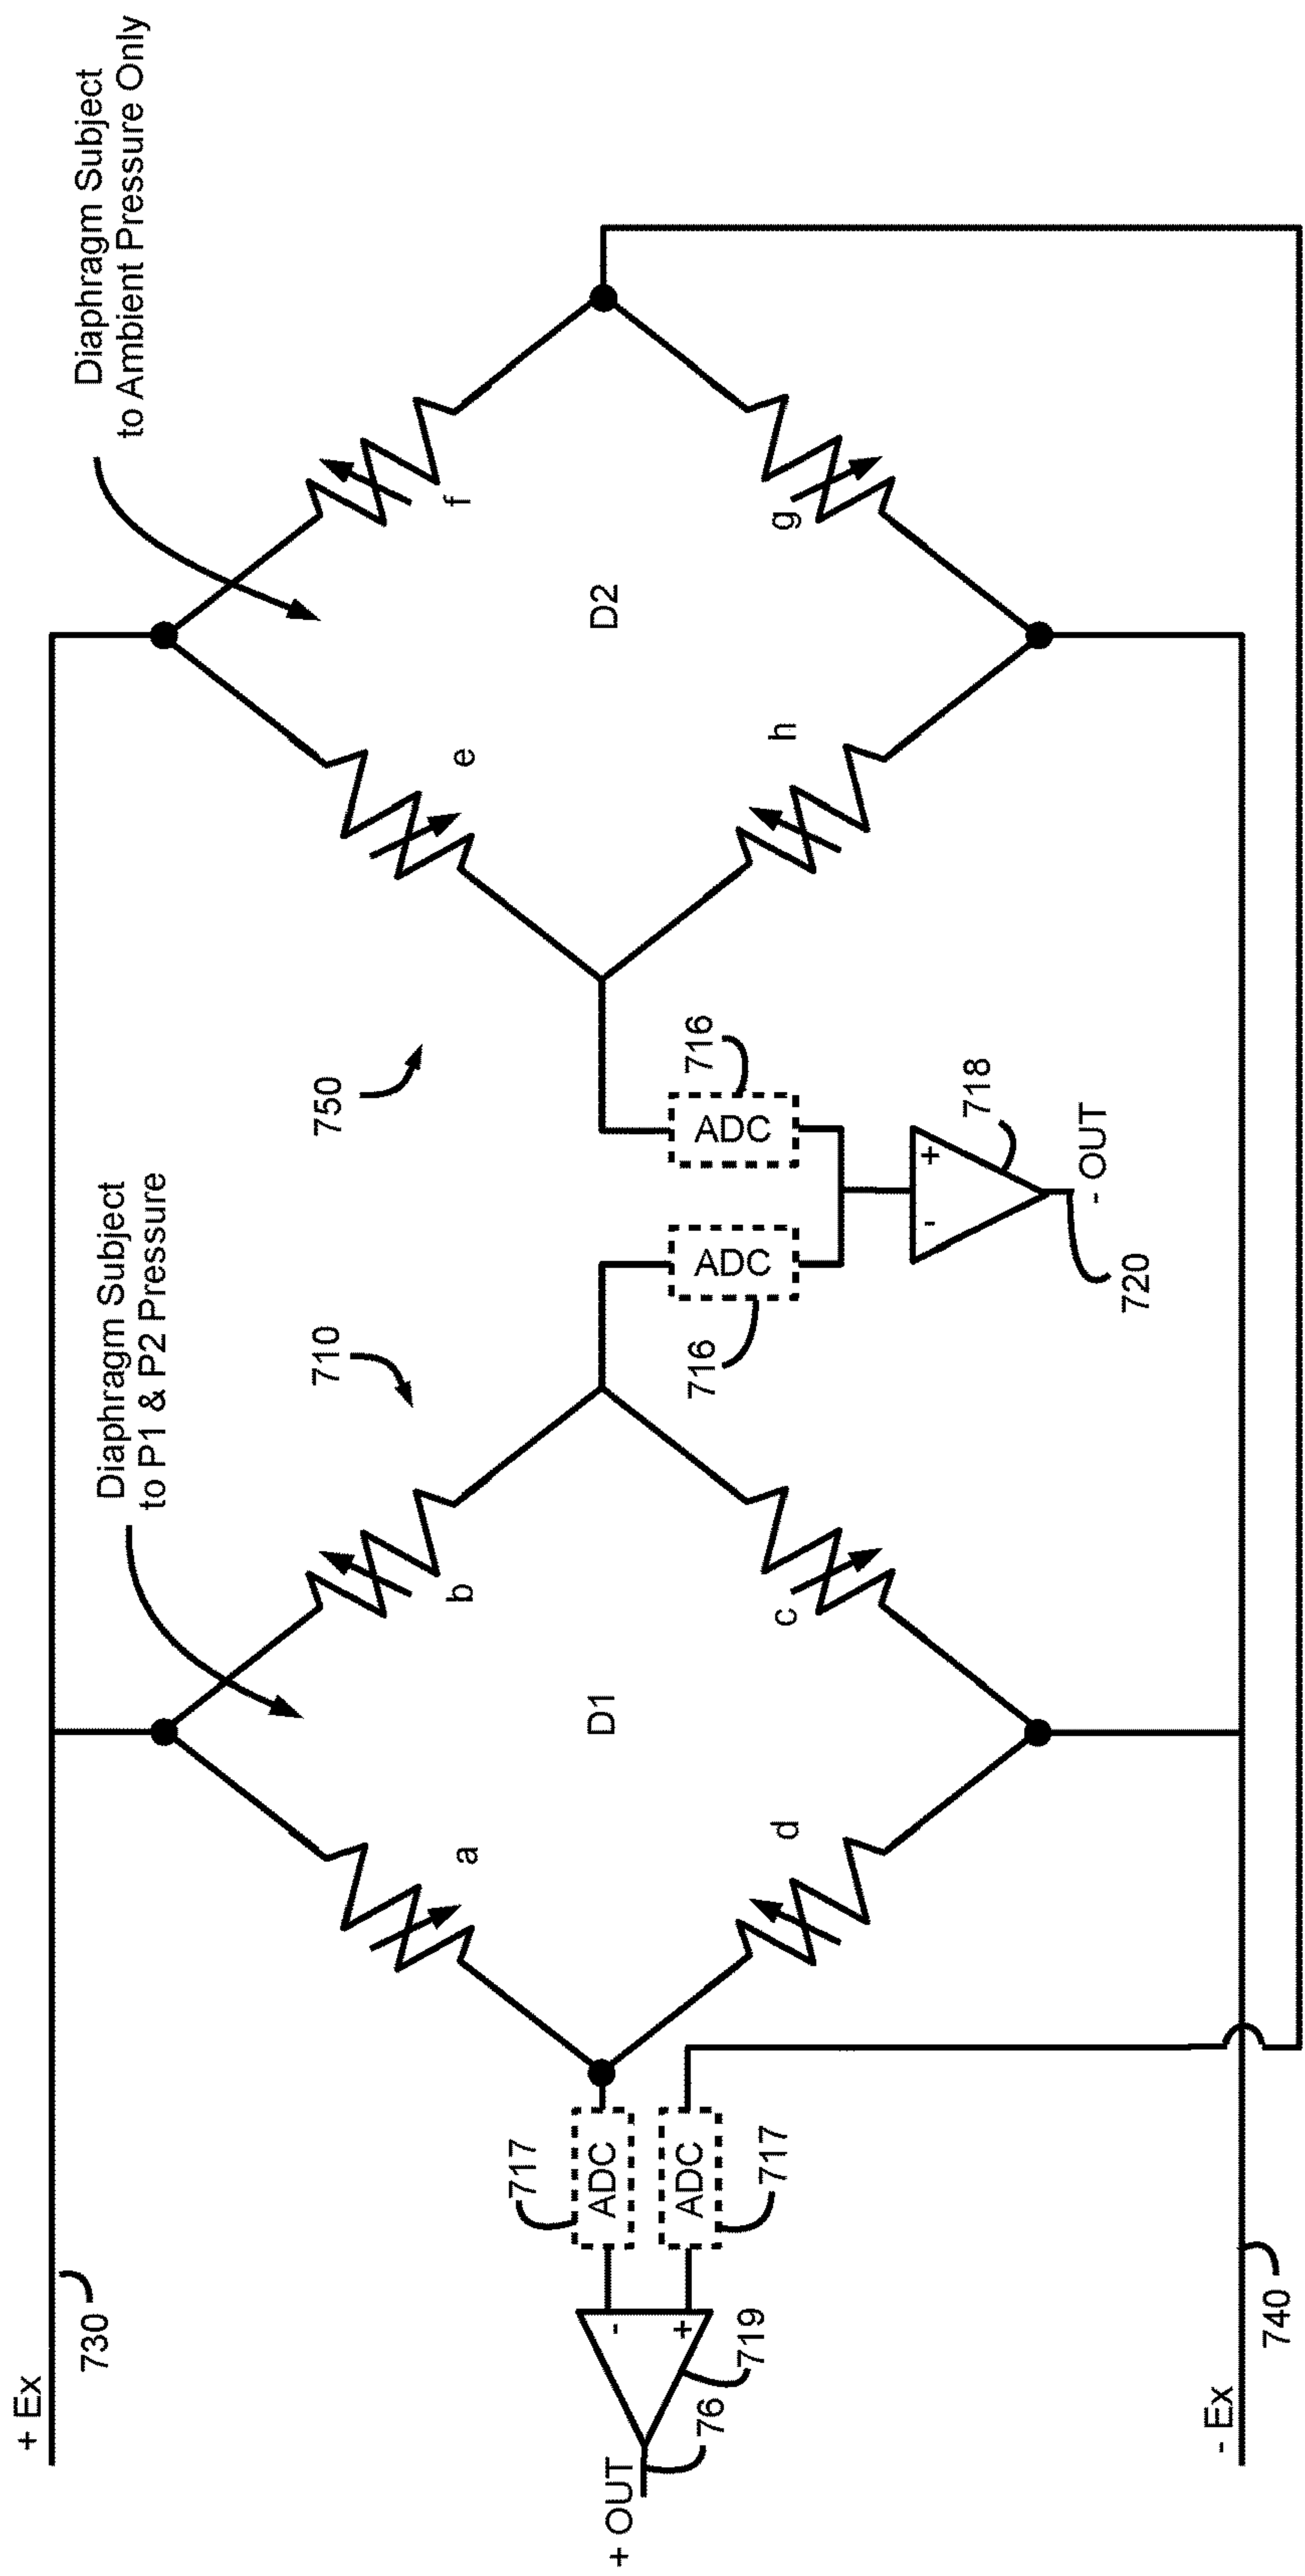 + Ex
730
Diaphragm Subject
to P1 & P2 Pressure
Diaphragm Subject
to Ambient Pressure Only
710
750
a
b
e
f
D1
D2
d
c
h
g
+ OUT
76
719
-
+
717
ADC
ADC
717
716
ADC
716
ADC
-
+
718
720
- OUT
- Ex
740